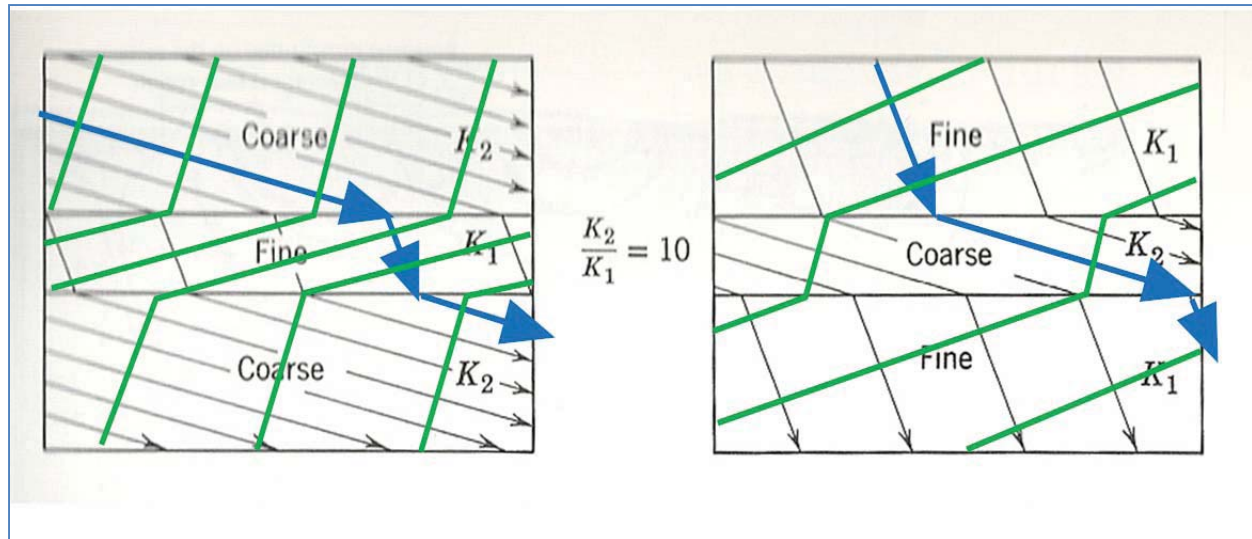 Coarse
K₂
Fine
K₁
Coarse
K₂
K₂/K₁ = 10
Fine
K₁
Coarse
K₂
Fine
K₁